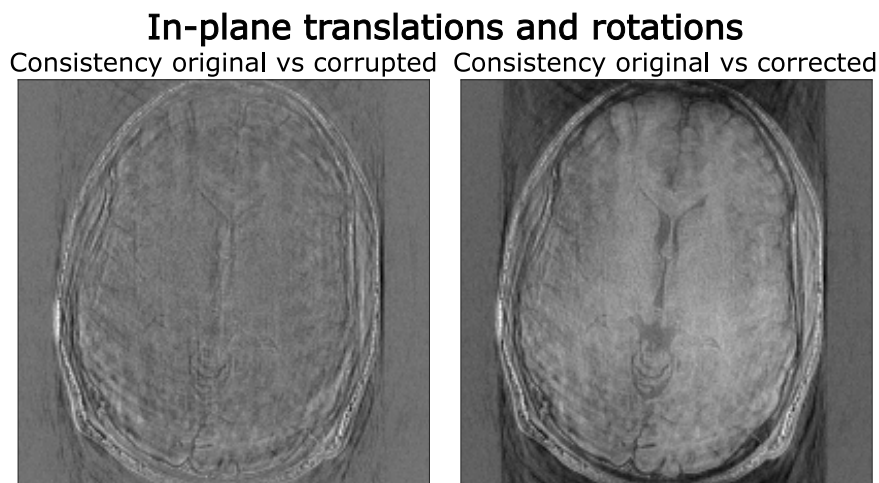 In-plane translations and rotations
Consistency original vs corrupted
Consistency original vs corrected